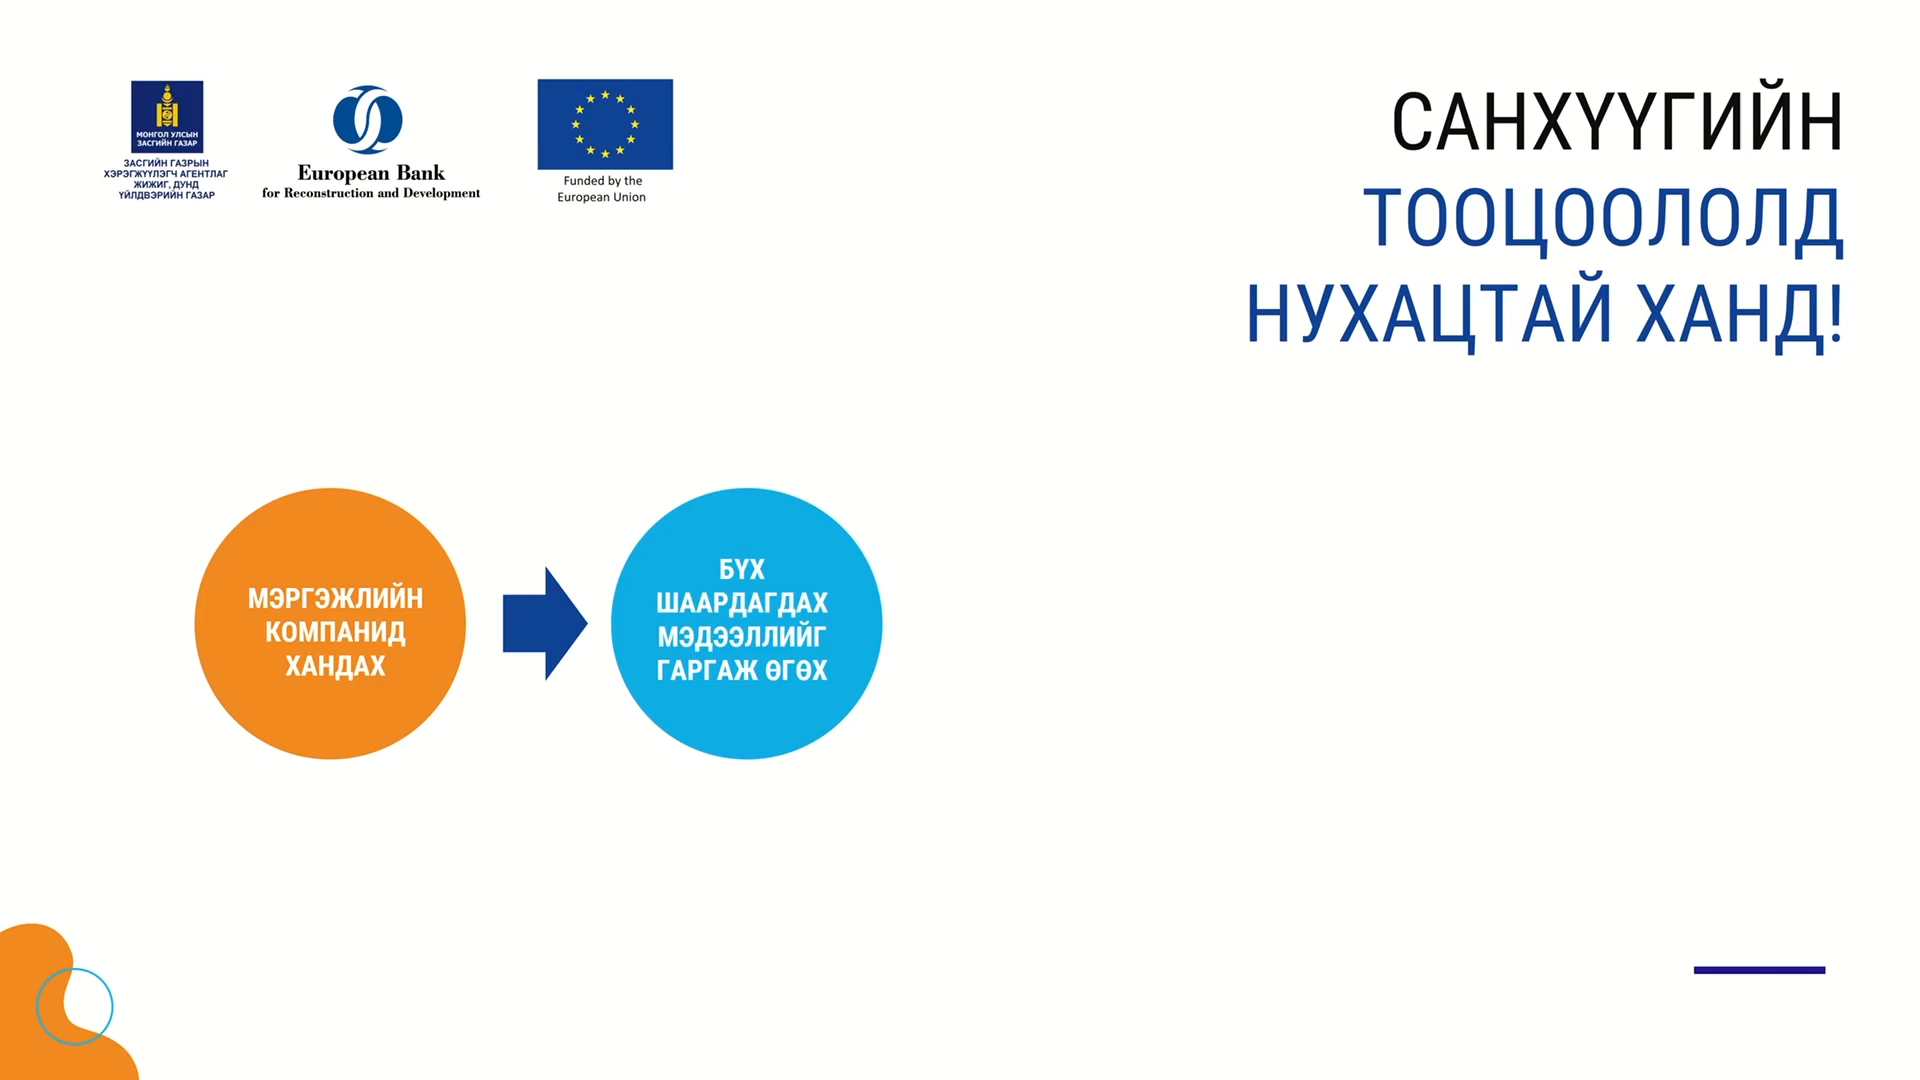 МОНГОЛ УЛСЫН
ЗАСГИЙН ГАЗАР
ЗАСГИЙН ГАЗРЫН
ХЭРЭГЖҮҮЛЭГЧ АГЕНТЛАГ
ЖИЖИГ, ДУНД
ҮЙЛДВЭРИЙН ГАЗАР
European Bank
for Reconstruction and Development
Funded by the
European Union
САНХҮҮГИЙН
ТООЦООЛОЛД
НУХАЦТАЙ ХАНД!
МЭРГЭЖЛИЙН
КОМПАНИД
ХАНДАХ
БҮХ
ШААРДАГДАХ
МЭДЭЭЛЛИЙГ
ГАРГАЖ ӨГӨХ